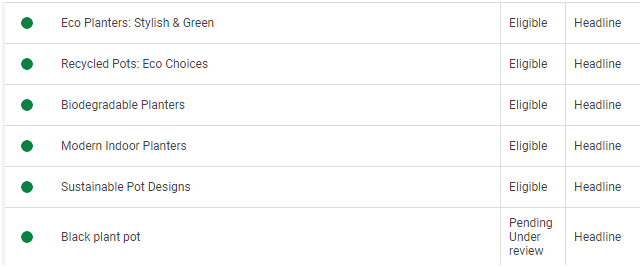 Eco Planters: Stylish & Green Eligible Headline
Recycled Pots: Eco Choices Eligible Headline
Biodegradable Planters Eligible Headline
Modern Indoor Planters Eligible Headline
Sustainable Pot Designs Eligible Headline
Black plant pot Pending Under review Headline